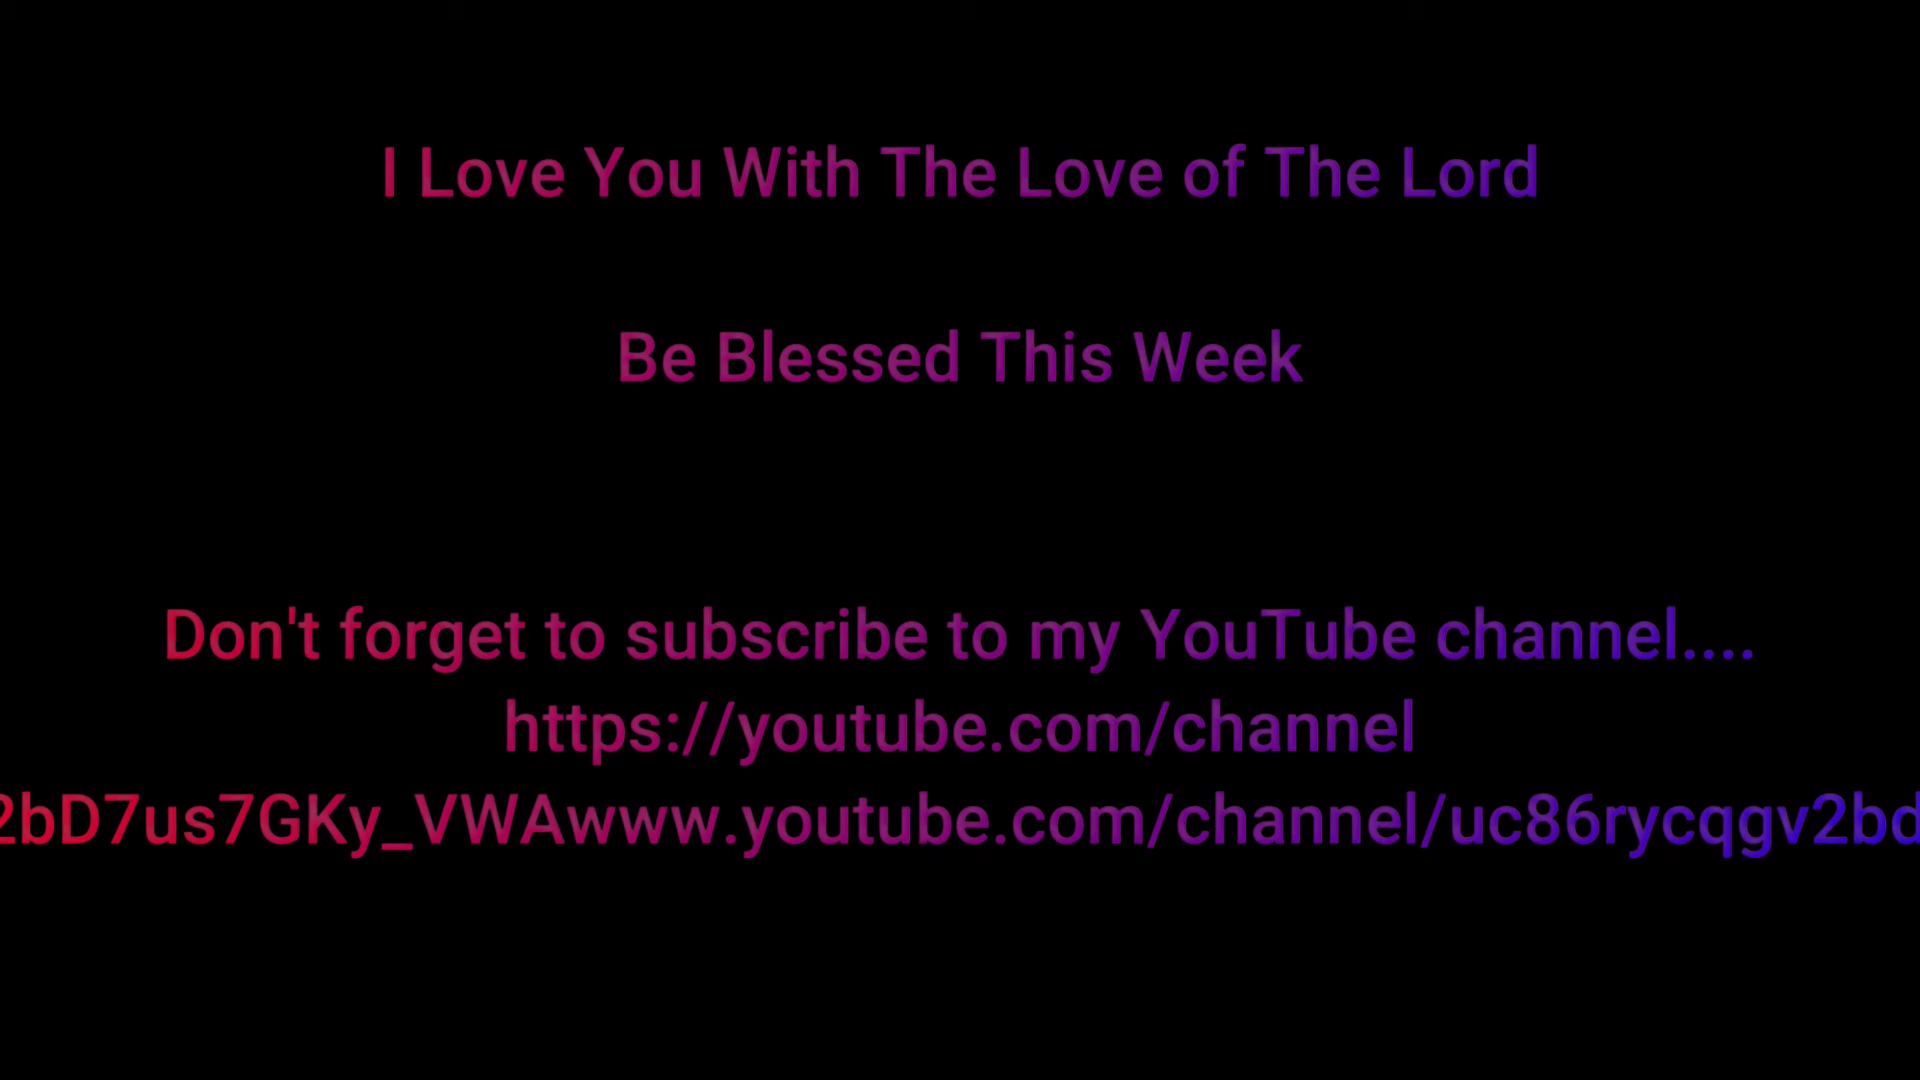 I Love You With The Love of The Lord
Be Blessed This Week
Don't forget to subscribe to my YouTube channel....
https://youtube.com/channel
2bD7us7GKy_VWAwww.youtube.com/channel/uc86rycqgv2bd